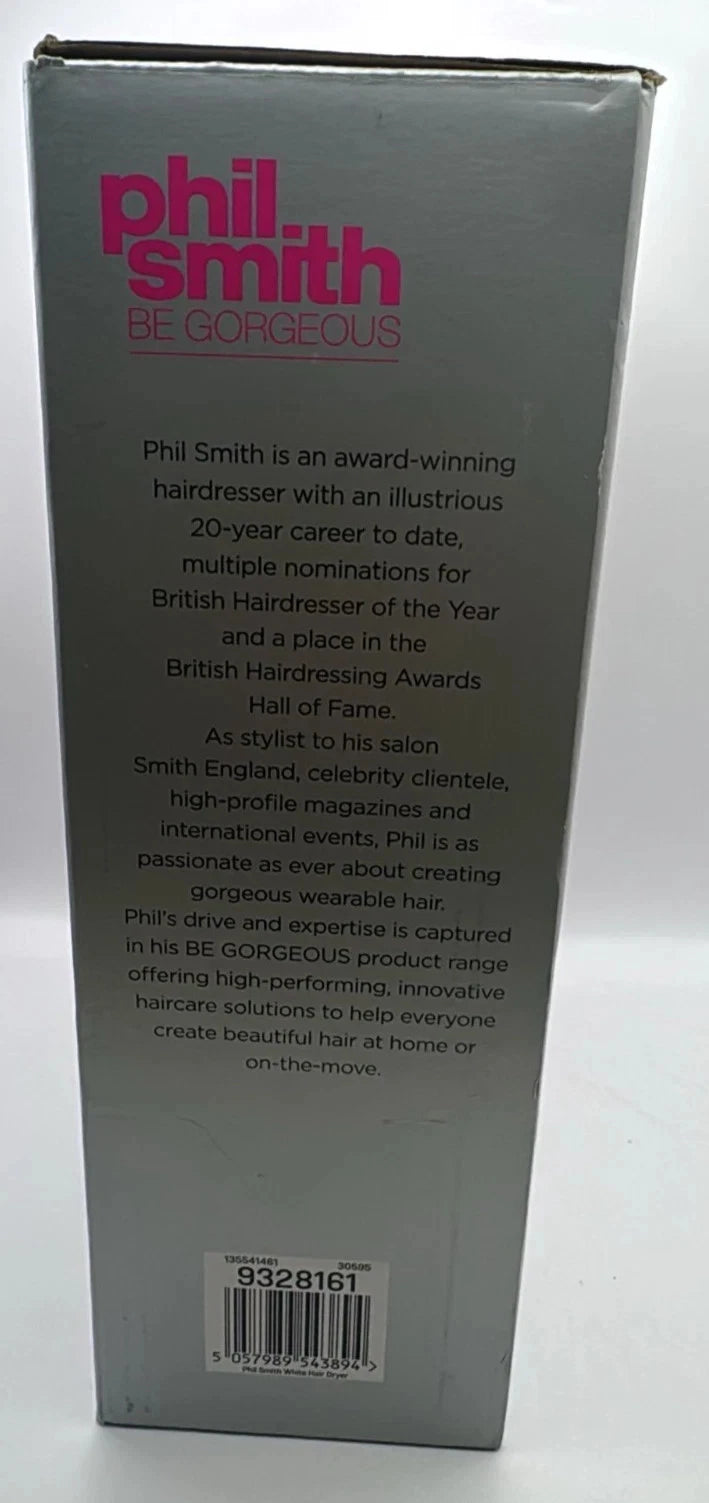 phil
smith
BE GORGEOUS
Phil Smith is an award-winning
hairdresser with an illustrious
20-year career to date,
multiple nominations for
British Hairdresser of the Year
and a place in the
British Hairdressing Awards
Hall of Fame.
As stylist to his salon
Smith England, celebrity clientele,
high-profile magazines and
international events, Phil is as
passionate as ever about creating
gorgeous wearable hair.
Phil's drive and expertise is captured
in his BE GORGEOUS product range
offering high-performing, innovative
haircare solutions to help everyone
create beautiful hair at home or
on-the-move.
135541461 30595
9328161
5 057989 543894 >
Phil Smith White Hair Dryer